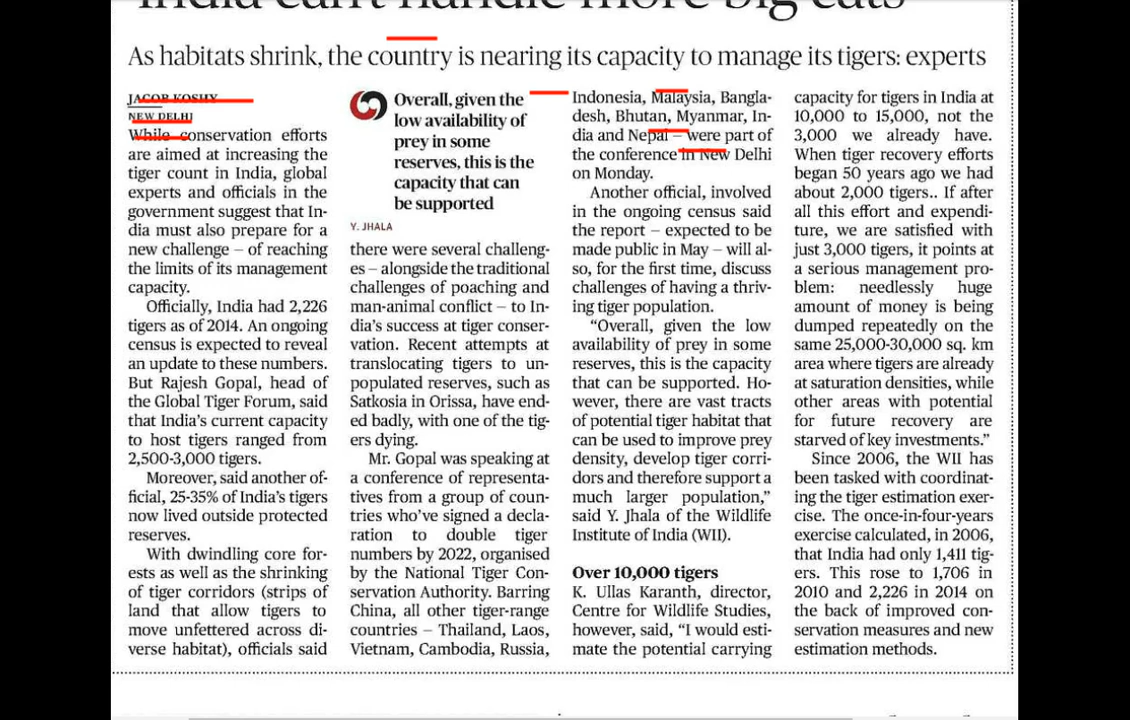 India can't handle more big cats
As habitats shrink, the country is nearing its capacity to manage its tigers: experts
JACOB KOSHY
NEW DELHI
While conservation efforts
are aimed at increasing the
tiger count in India, global
experts and officials in the
government suggest that In-
dia must also prepare for a
new challenge – of reaching
the limits of its management
capacity.
Officially, India had 2,226
tigers as of 2014. An ongoing
census is expected to reveal
an update to these numbers.
But Rajesh Gopal, head of
the Global Tiger Forum, said
that India's current capacity
to host tigers ranged from
2,500-3,000 tigers.
Moreover, said another of-
ficial, 25-35% of India's tigers
now lived outside protected
reserves.
With dwindling core for-
ests as well as the shrinking
of tiger corridors (strips of
land that allow tigers to
move unfettered across di-
verse habitat), officials said
Overall, given the
low availability of
prey in some
reserves, this is the
capacity that can
be supported
Y. JHALA
there were several challeng-
es – alongside the traditional
challenges of poaching and
man-animal conflict – to In-
dia's success at tiger conser-
vation. Recent attempts at
translocating tigers to un-
populated reserves, such as
Satkosia in Orissa, have end-
ed badly, with one of the tig-
ers dying.
Mr. Gopal was speaking at
a conference of representa-
tives from a group of coun-
tries who've signed a decla-
ration to double tiger
numbers by 2022, organised
by the National Tiger Con-
servation Authority. Barring
China, all other tiger-range
countries – Thailand, Laos,
Vietnam, Cambodia, Russia,
Indonesia, Malaysia, Bangla-
desh, Bhutan, Myanmar, In-
dia and Nepal – were part of
the conference in New Delhi
on Monday.
Another official, involved
in the ongoing census said
the report – expected to be
made public in May – will al-
so, for the first time, discuss
challenges of having a thriv-
ing tiger population.
“Overall, given the low
availability of prey in some
reserves, this is the capacity
that can be supported. Ho-
wever, there are vast tracts
of potential tiger habitat that
can be used to improve prey
density, develop tiger corri-
dors and therefore support a
much larger population,”
said Y. Jhala of the Wildlife
Institute of India (WII).
Over 10,000 tigers
K. Ullas Karanth, director,
Centre for Wildlife Studies,
however, said, “I would esti-
mate the potential carrying
capacity for tigers in India at
10,000 to 15,000, not the
3,000 we already have.
When tiger recovery efforts
began 50 years ago we had
about 2,000 tigers.. If after
all this effort and expendi-
ture, we are satisfied with
just 3,000 tigers, it points at
a serious management pro-
blem: needlessly huge
amount of money is being
dumped repeatedly on the
same 25,000-30,000 sq. km
area where tigers are already
at saturation densities, while
other areas with potential
for future recovery are
starved of key investments.”
Since 2006, the WII has
been tasked with coordinat-
ing the tiger estimation exer-
cise. The once-in-four-years
exercise calculated, in 2006,
that India had only 1,411 tig-
ers. This rose to 1,706 in
2010 and 2,226 in 2014 on
the back of improved con-
servation measures and new
estimation methods.